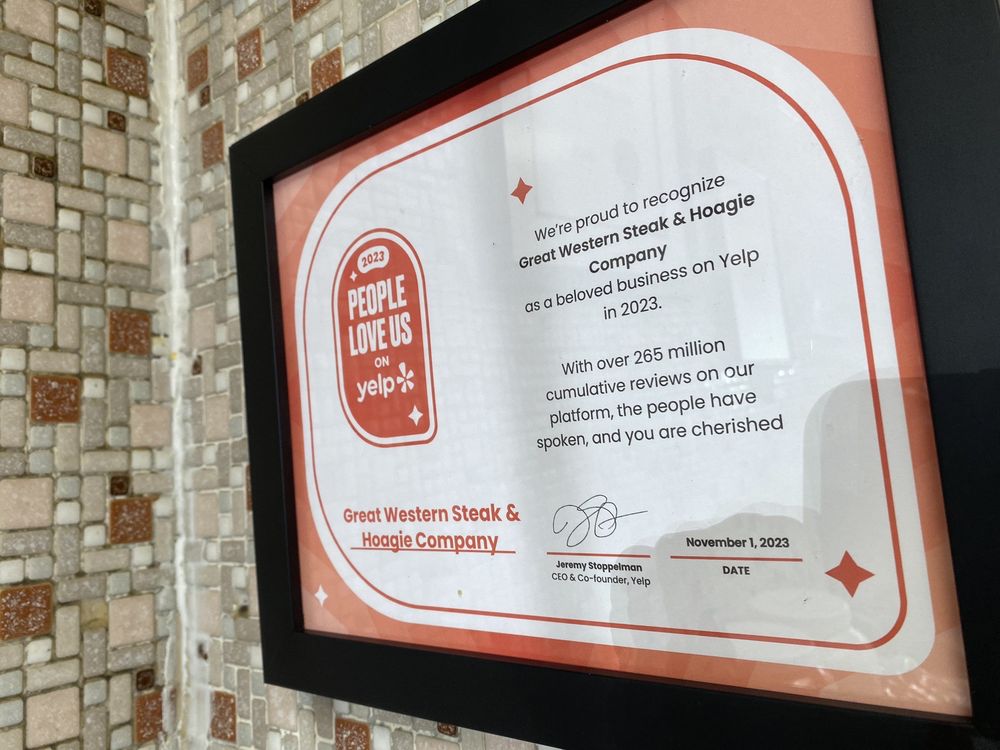 2023
PEOPLE
LOVE US
ON
yelp
We're proud to recognize
Great Western Steak & Hoagie
Company
as a beloved business on Yelp
in 2023.
With over 265 million
cumulative reviews on our
platform, the people have
spoken, and you are cherished
Great Western Steak &
Hoagie Company
Jeremy Stoppelman
CEO & Co-founder, Yelp
November 1, 2023
DATE